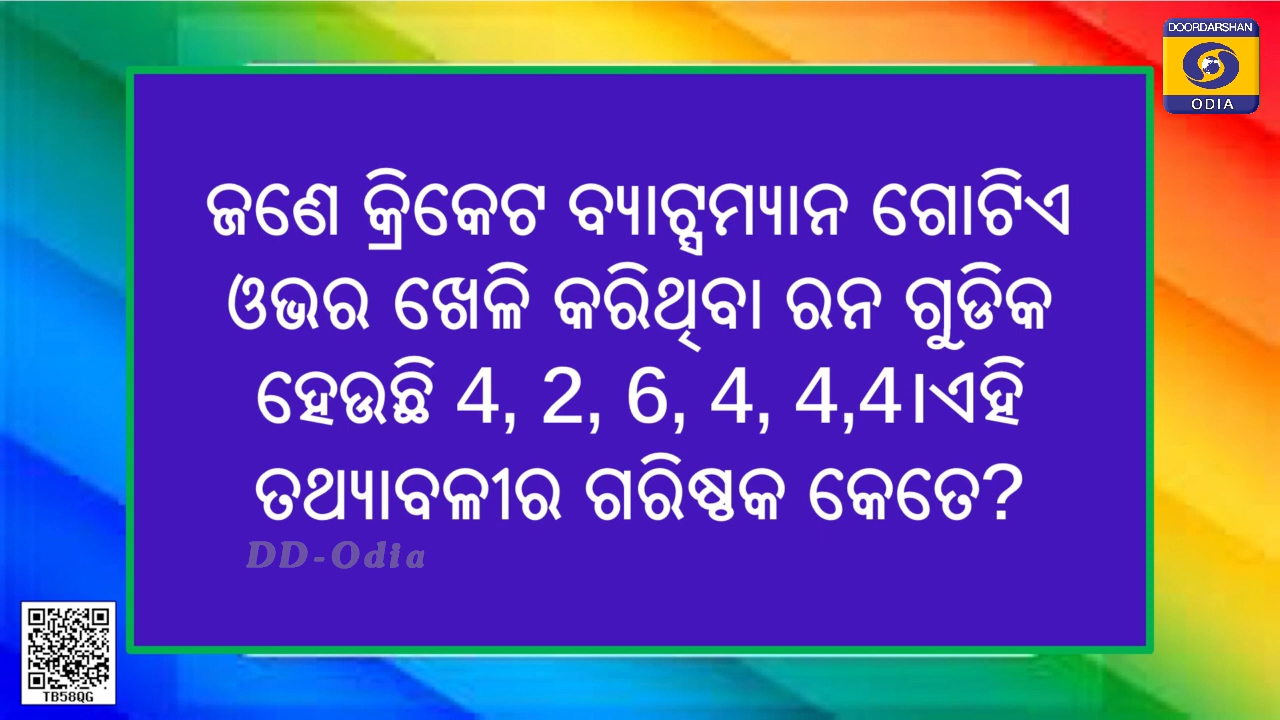 DOORDARSHAN
ODIA
ଜଣେ କ୍ରିକେଟ ବ୍ୟାଟ୍ସମ୍ୟାନ ଗୋଟିଏ
ଓଭର ଖେଳି କରିଥିବା ରନ ଗୁଡିକ
ହେଉଛି 4, 2, 6, 4, 4,4।ଏହି
ତଥ୍ୟାବଳୀର ଗରିଷ୍ଠକ କେତେ?
DD-Odia
TB58QG